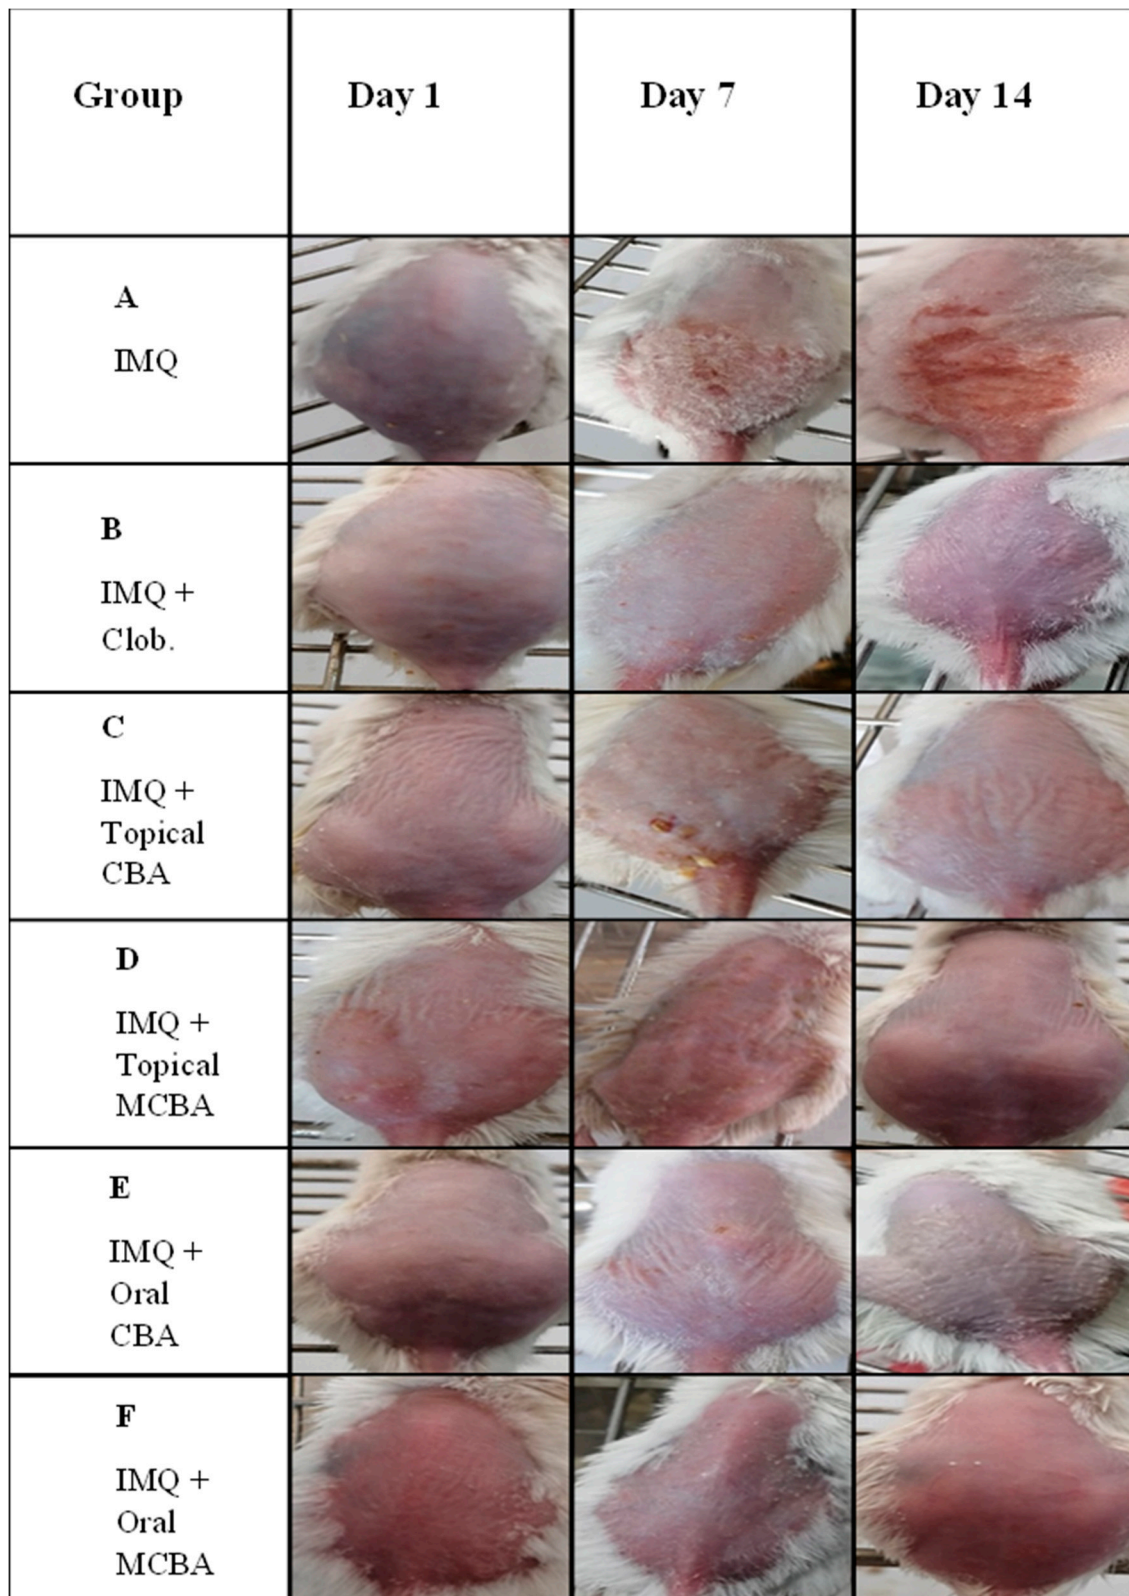 Group Day 1 Day 7 Day 14
A
IMQ
B
IMQ +
Clob.
C
IMQ +
Topical
CBA
D
IMQ +
Topical
MCBA
E
IMQ +
Oral
CBA
F
IMQ +
Oral
MCBA